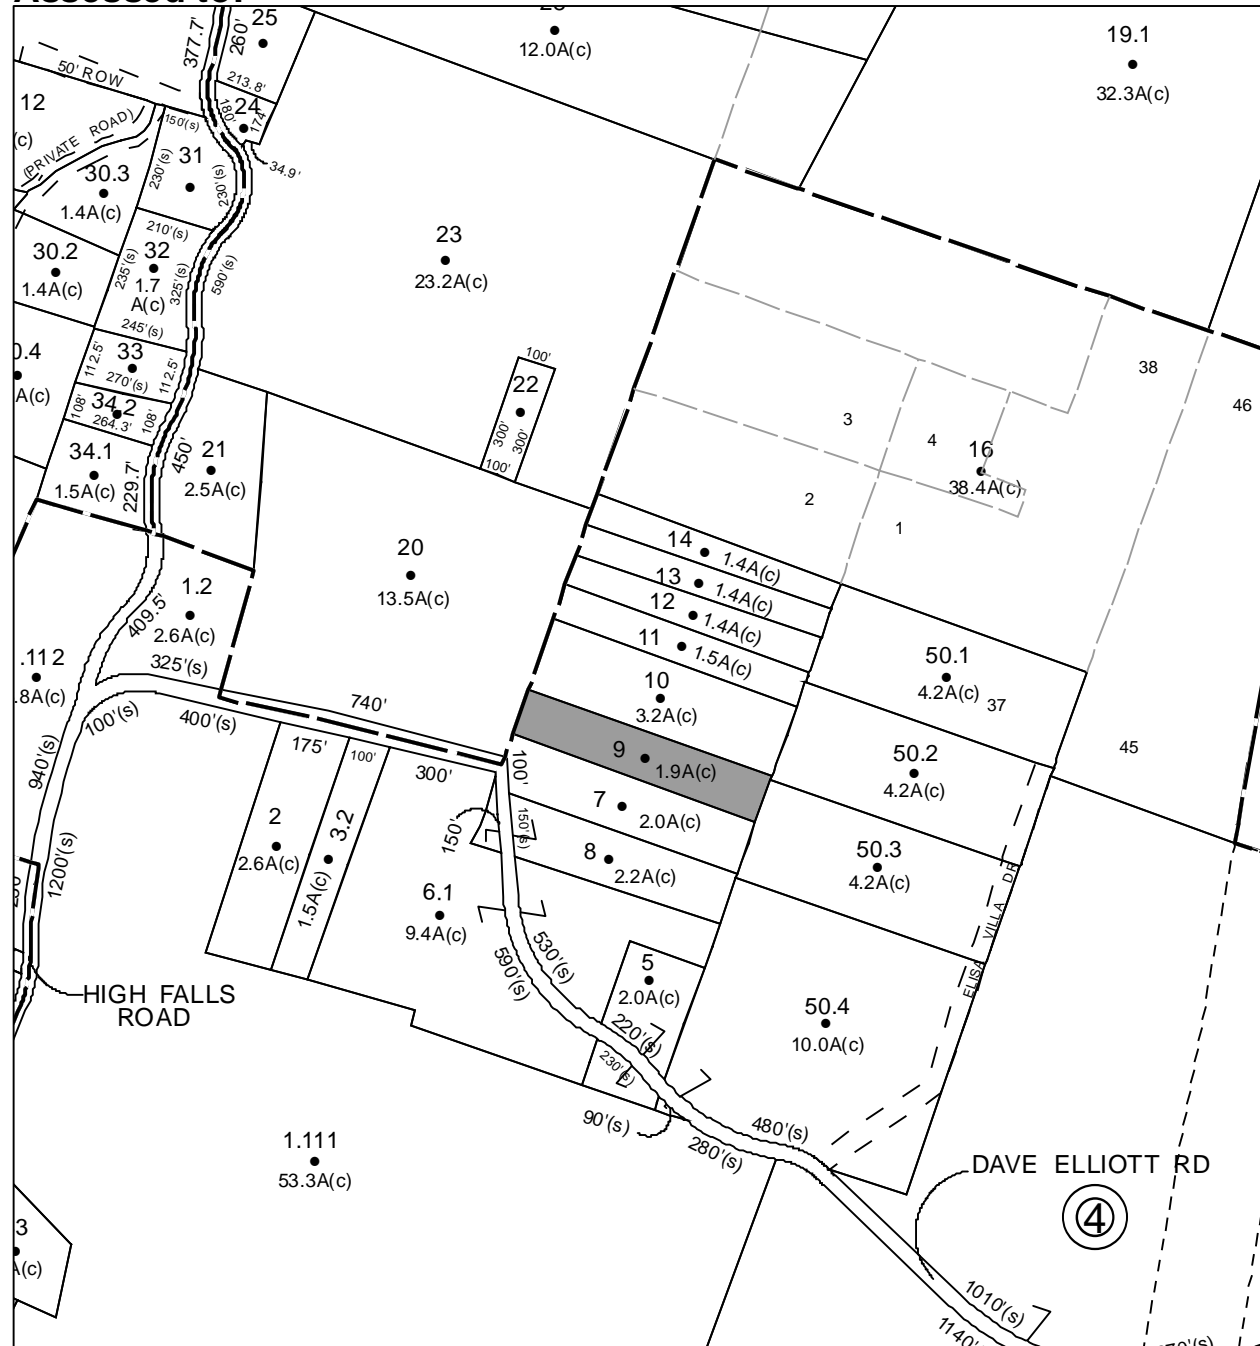 25
12.0A(c)
19.1
32.3A(c)
377.7'
260'
213.8'
50' ROW
12
(c)
(PRIVATE ROAD)
150'(s)
180'
24
174'
34.9'
31
230'(s)
230'(s)
30.3
1.4A(c)
210'(s)
30.2
1.4A(c)
32
1.7
A(c)
235'(s)
325'(s)
590'(s)
245'(s)
23
23.2A(c)
33
112.5'
270'(s)
112.5'
0.4
A(c)
34.2
108'
264.3'
108'
34.1
1.5A(c)
229.7'
450'
21
2.5A(c)
100'
22
300'
300'
100'
38
46
3
4
16
38.4A(c)
2
1
14
1.4A(c)
13
1.4A(c)
12
1.4A(c)
11
1.5A(c)
10
3.2A(c)
9
1.9A(c)
7
2.0A(c)
8
2.2A(c)
20
13.5A(c)
1.2
2.6A(c)
409.5'
.112
.8A(c)
325'(s)
740'
100'(s)
400'(s)
175'
100'
300'
100'
150'
150'(s)
940'(s)
1200'(s)
2
2.6A(c)
3.2
1.5A(c)
6.1
9.4A(c)
50.1
4.2A(c)
37
50.2
4.2A(c)
45
50.3
4.2A(c)
ELISA VILLA DR
50.4
10.0A(c)
5
2.0A(c)
530'(s)
590'(s)
220'(s)
230'(s)
90'(s)
280'(s)
480'(s)
HIGH FALLS
ROAD
1.111
53.3A(c)
3
A(c)
DAVE ELLIOTT RD
4
1010'(s)
1140'